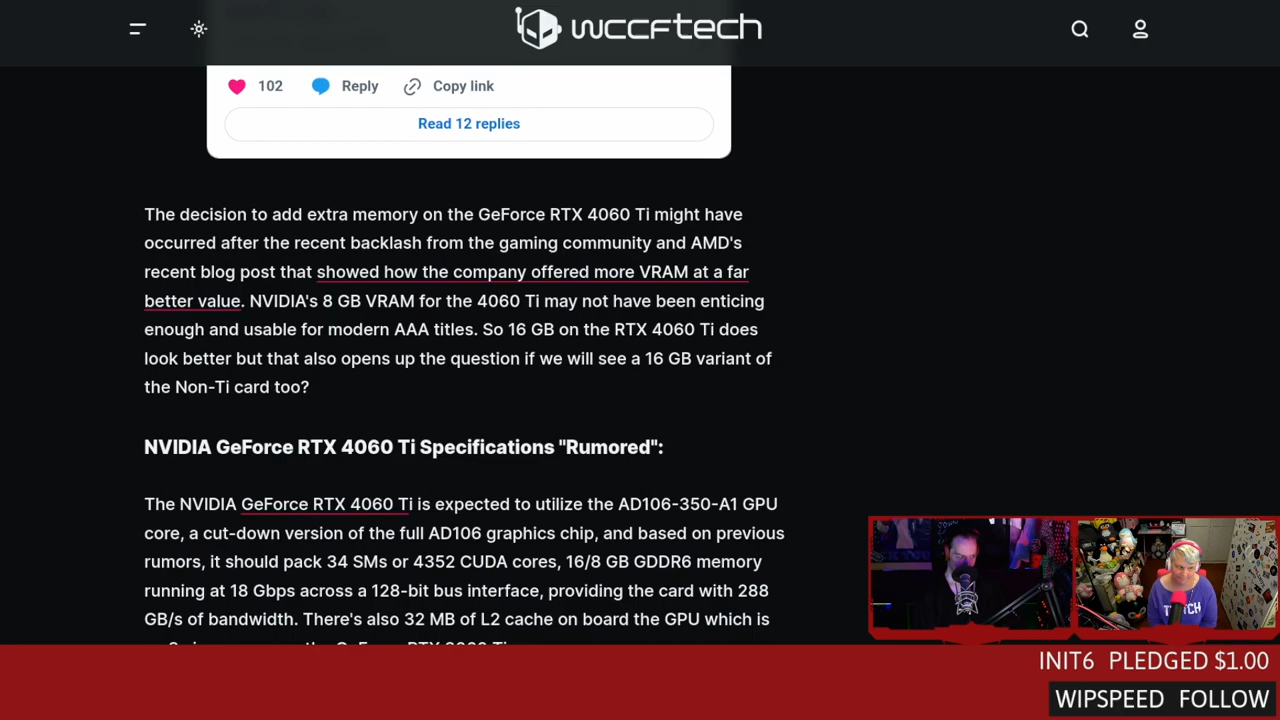 wccftech
102 Reply Copy link
Read 12 replies
The decision to add extra memory on the GeForce RTX 4060 Ti might have
occurred after the recent backlash from the gaming community and AMD's
recent blog post that showed how the company offered more VRAM at a far
better value. NVIDIA's 8 GB VRAM for the 4060 Ti may not have been enticing
enough and usable for modern AAA titles. So 16 GB on the RTX 4060 Ti does
look better but that also opens up the question if we will see a 16 GB variant of
the Non-Ti card too?
NVIDIA GeForce RTX 4060 Ti Specifications "Rumored":
The NVIDIA GeForce RTX 4060 Ti is expected to utilize the AD106-350-A1 GPU
core, a cut-down version of the full AD106 graphics chip, and based on previous
rumors, it should pack 34 SMs or 4352 CUDA cores, 16/8 GB GDDR6 memory
running at 18 Gbps across a 128-bit bus interface, providing the card with 288
GB/s of bandwidth. There's also 32 MB of L2 cache on board the GPU which is
TWITCH
INIT6 PLEDGED $1.00
WIPSPEED FOLLOW